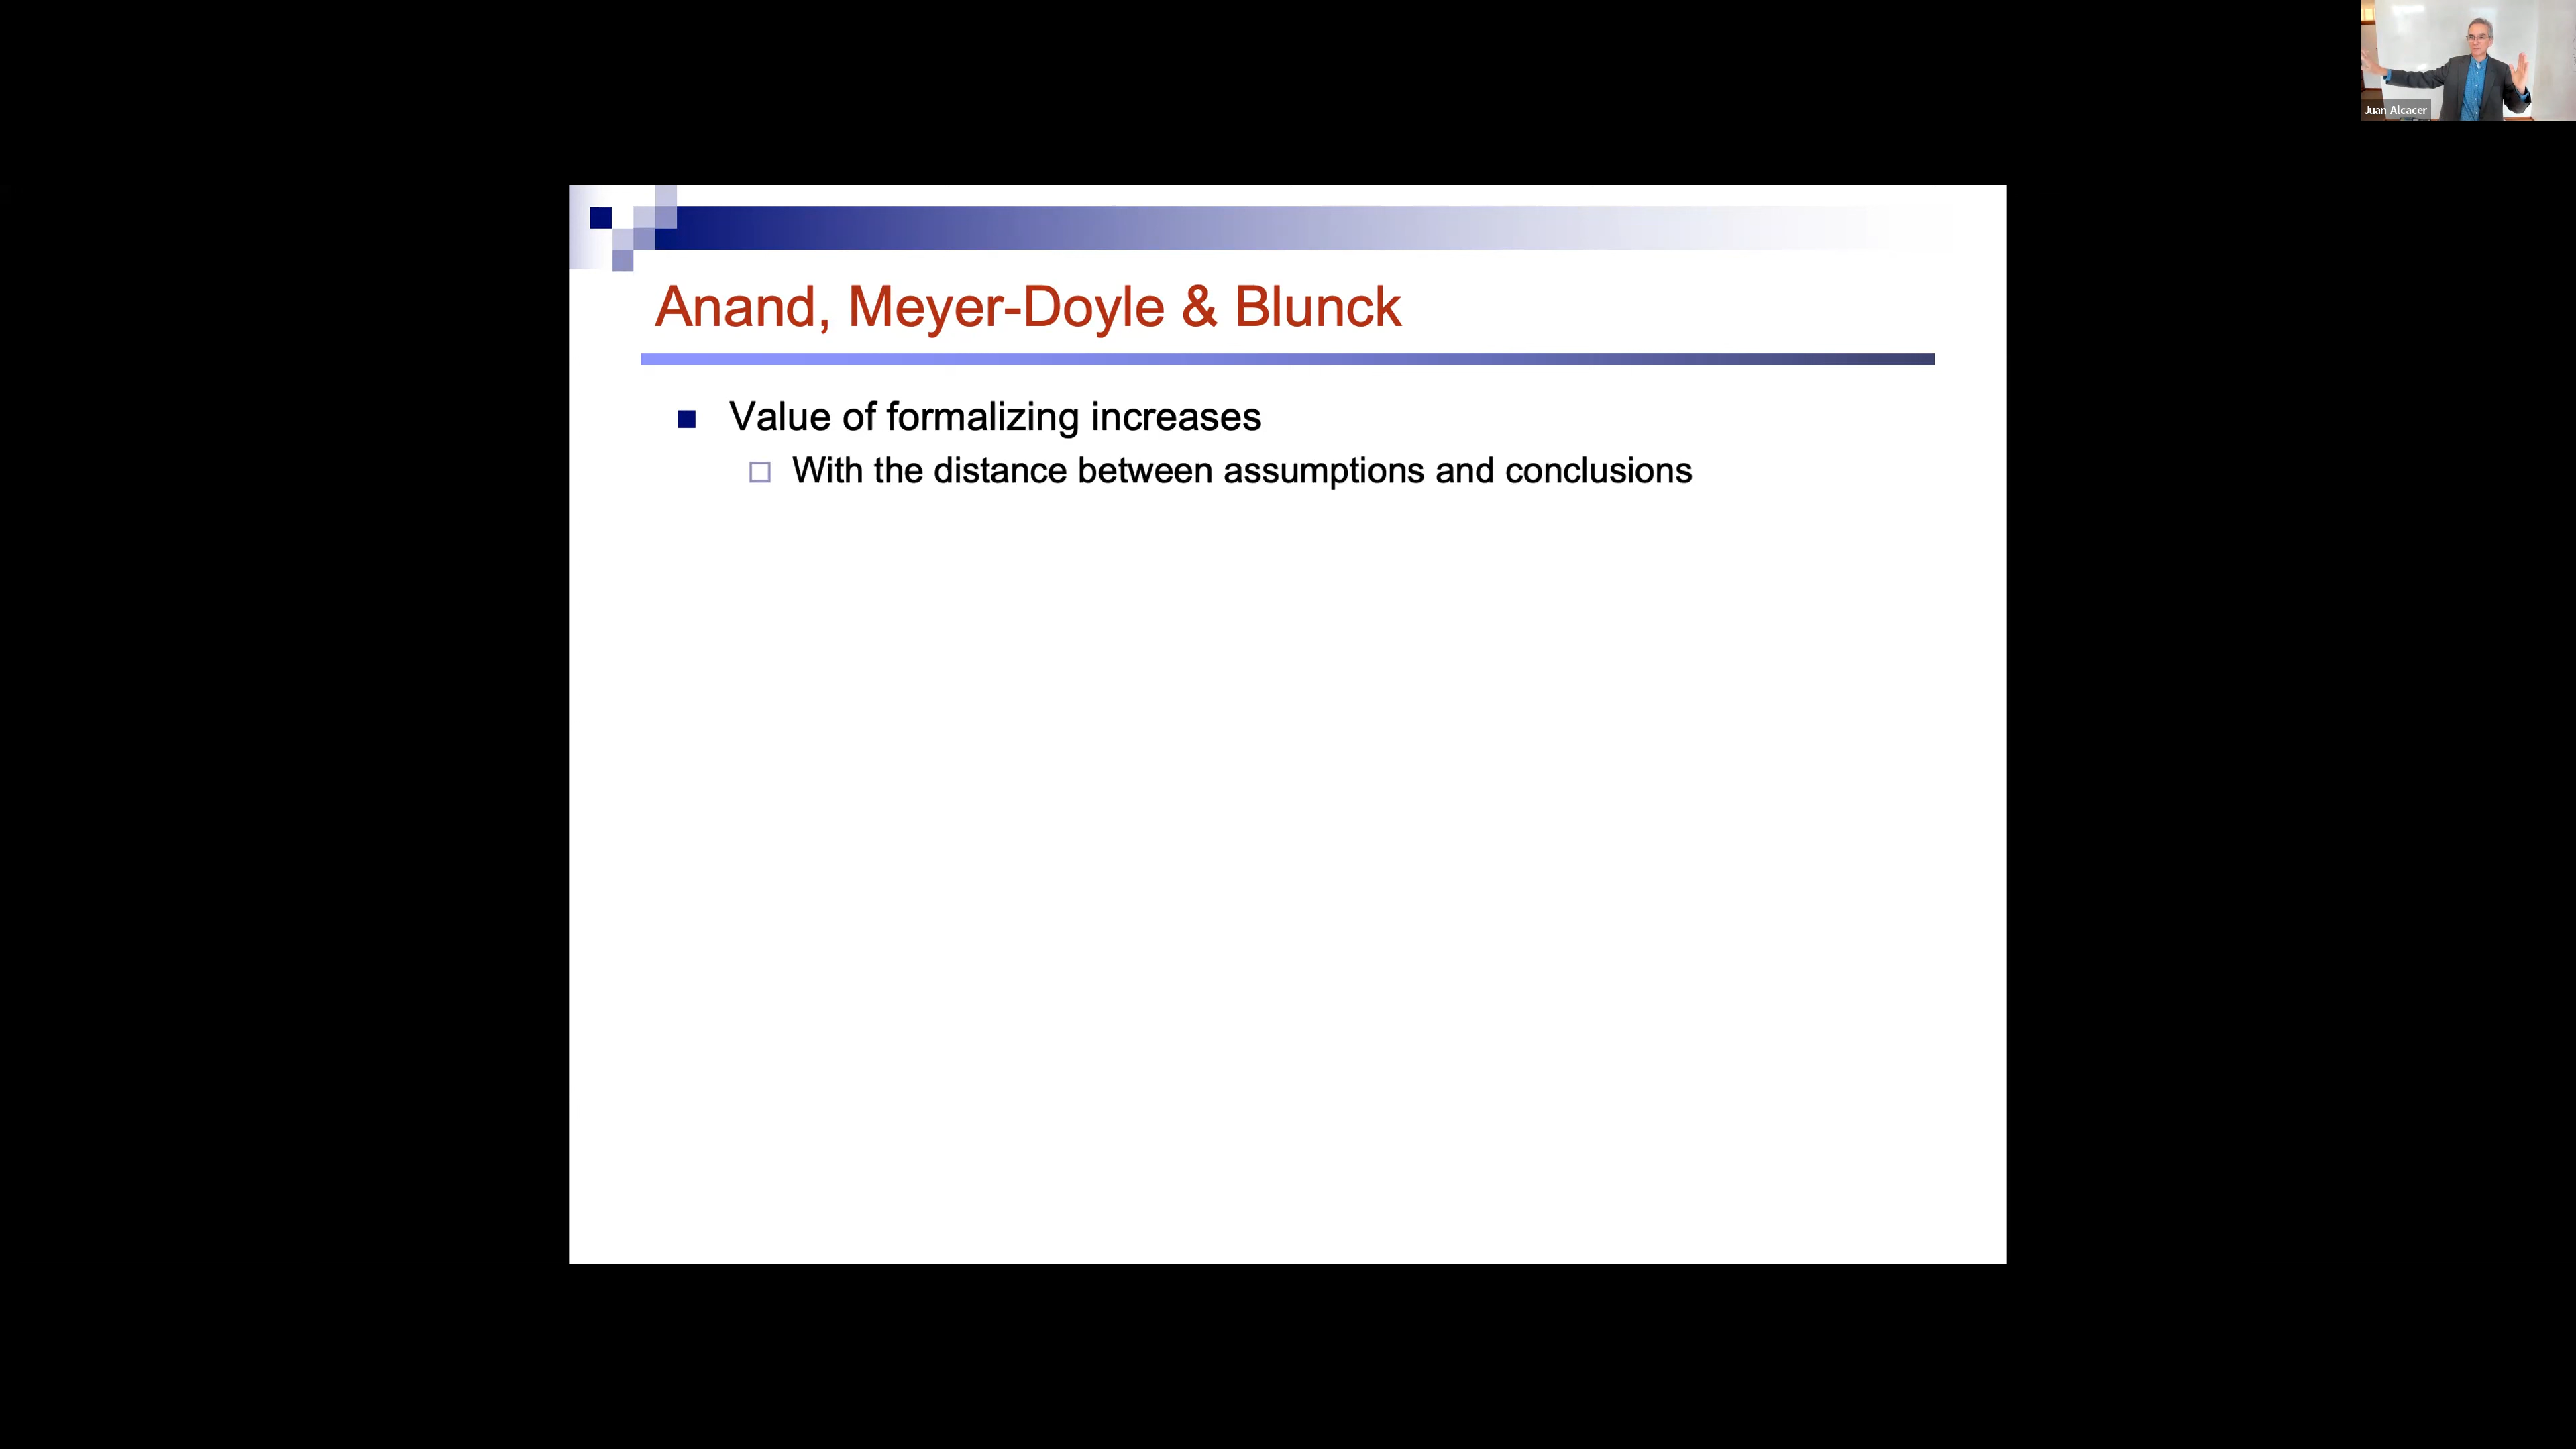 Juan Alcacer
Anand, Meyer-Doyle & Blunck
Value of formalizing increases
With the distance between assumptions and conclusions